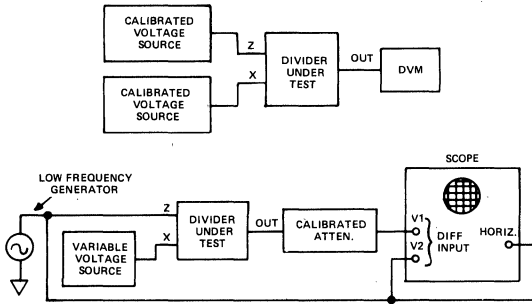 CALIBRATED
VOLTAGE
SOURCE
Z
DIVIDER
UNDER
TEST
OUT
DVM
X
CALIBRATED
VOLTAGE
SOURCE
SCOPE
LOW FREQUENCY
GENERATOR
Z
DIVIDER
UNDER
TEST
OUT
CALIBRATED
ATTEN.
V1
DIFF
INPUT
V2
HORIZ.
X
VARIABLE
VOLTAGE
SOURCE